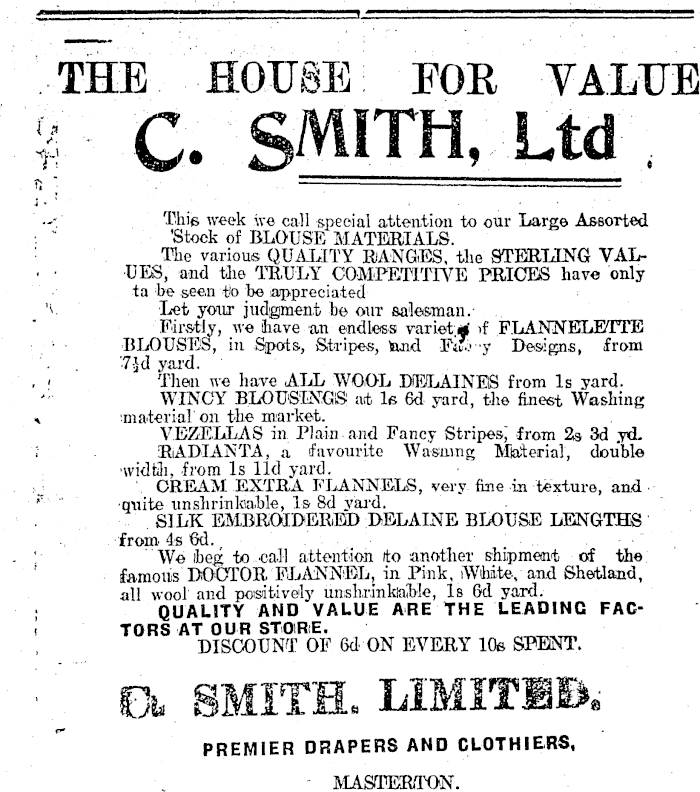 THE HOUSE FOR VALUE
C. SMITH, Ltd.
This week we call special attention to our Large Assorted
Stock of BLOUSE MATERIALS.
The various QUALITY RANGES, the STERLING VAL-
UES, and the TRULY COMPETITIVE PRICES have only
ta be seen to be appreciated
Let your judgment be our salesman.
Firstly, we have an endless variety of FLANNELETTE
BLOUSES, in Spots, Stripes, and Fancy Designs, from
7½d yard.
Then we have ALL WOOL DELAINES from 1s yard.
WINCY BLOUSINGS at 1s 6d yard, the finest Washing
material on the market.
VEZELLAS in Plain and Fancy Stripes, from 2s 3d yd.
RADIANTA, a favourite Washing Material, double
width, from 1s 11d yard.
CREAM EXTRA FLANNELS, very fine in texture, and
quite unshrinkable, 1s 8d yard.
SILK EMBROIDERED DELAINE BLOUSE LENGTHS
from 4s 6d.
We beg to call attention to another shipment of the
famous DOCTOR FLANNEL, in Pink, White, and Shetland,
all wool and positively unshrinkable, 1s 6d yard.
QUALITY AND VALUE ARE THE LEADING FAC-
TORS AT OUR STORE.
DISCOUNT OF 6d ON EVERY 10s SPENT.
C. SMITH. LIMITED.
PREMIER DRAPERS AND CLOTHIERS,
MASTERTON.